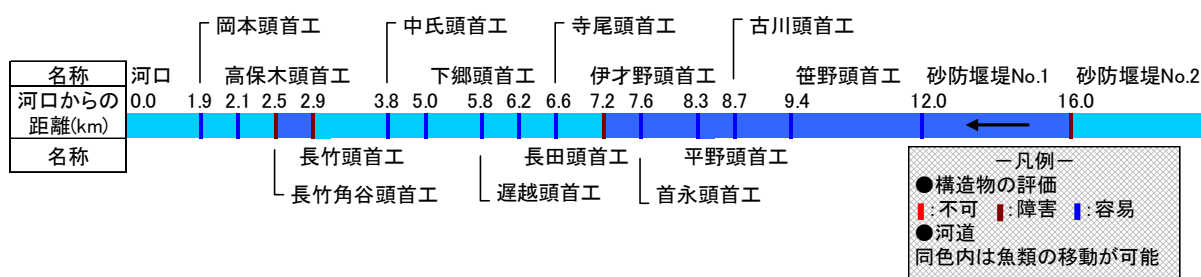 岡本頭首工 中氏頭首工 寺尾頭首工 古川頭首工
名称 河口 高保木頭首工 下郷頭首工 伊才野頭首工 笹野頭首工 砂防堰堤No.1 砂防堰堤No.2
河口からの距離(km) 0.0 1.9 2.1 2.5 2.9 3.8 5.0 5.8 6.2 6.6 7.2 7.6 8.3 8.7 9.4 12.0 16.0
名称 長竹頭首工 長田頭首工 平野頭首工
長竹角谷頭首工 遅越頭首工 首永頭首工
－凡例－
●構造物の評価
:不可 :障害 :容易
●河道
同色内は魚類の移動が可能